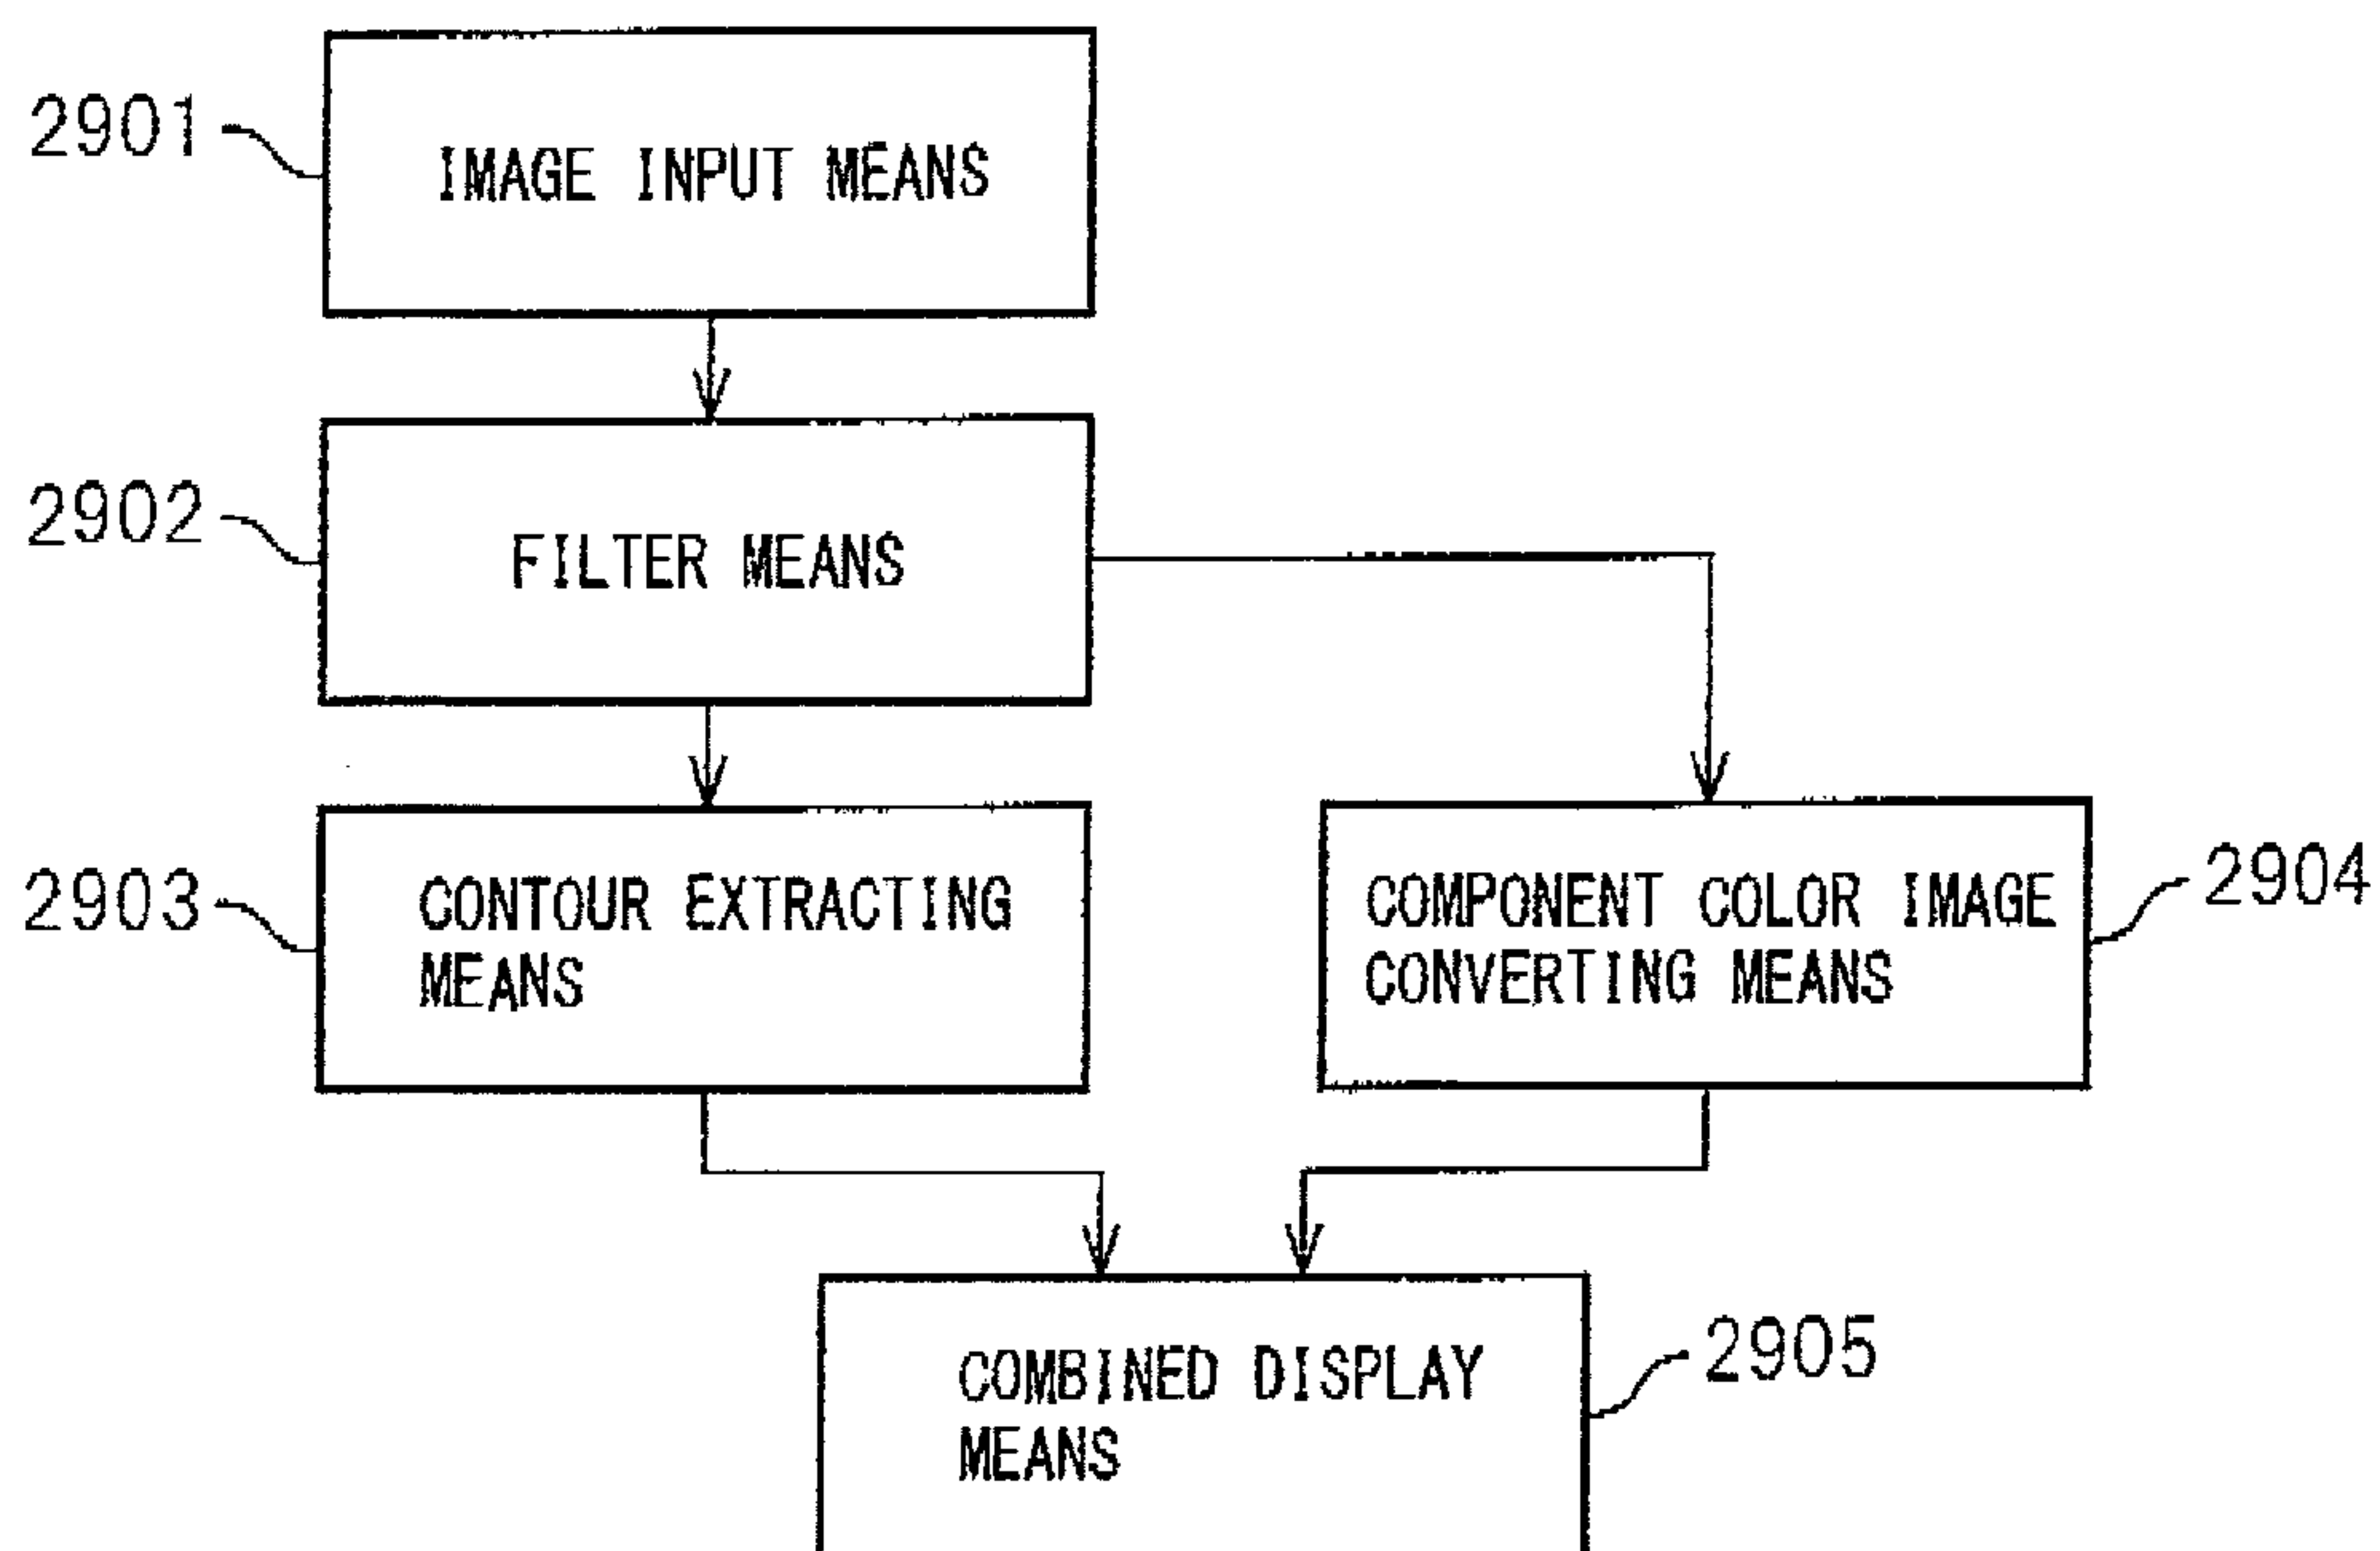 2901
IMAGE INPUT MEANS
2902
FILTER MEANS
2903
CONTOUR EXTRACTING
MEANS
COMPONENT COLOR IMAGE
CONVERTING MEANS
2904
COMBINED DISPLAY
MEANS
2905